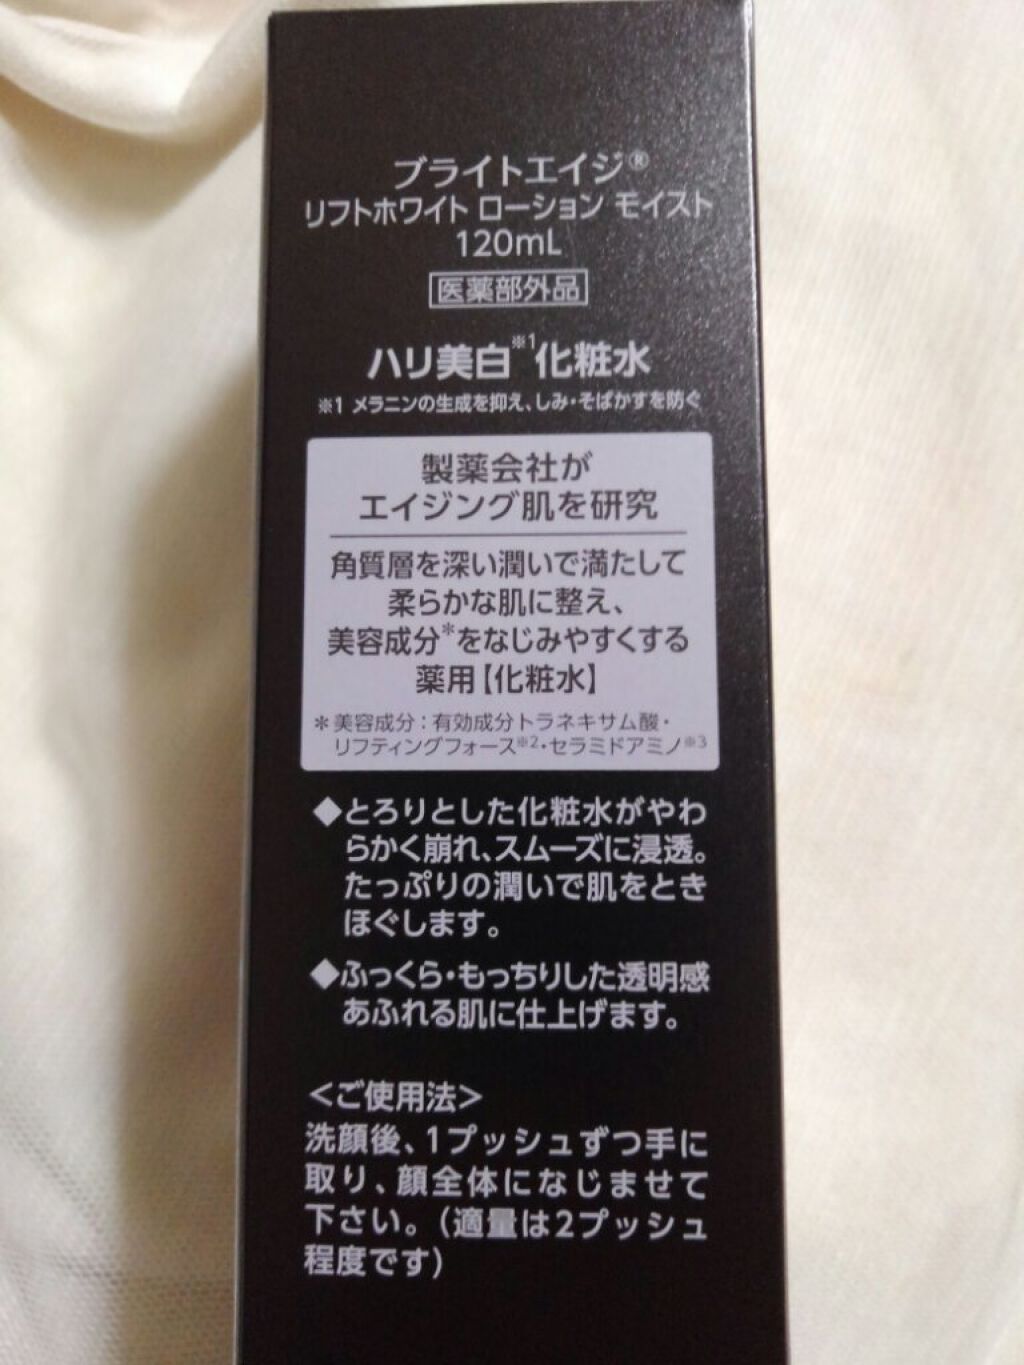 ブライトエイジ®
リフトホワイト ローション モイスト
120mL
医薬部外品
ハリ美白※1化粧水
※1 メラニンの生成を抑え、しみ・そばかすを防ぐ
製薬会社が
エイジング肌を研究
角質層を深い潤いで満たして
柔らかな肌に整え、
美容成分*をなじみやすくする
薬用【化粧水】
*美容成分:有効成分トラネキサム酸・
リフティングフォース※2・セラミドアミノ※3
◆とろりとした化粧水がやわ
らかく崩れ、スムーズに浸透。
たっぷりの潤いで肌をとき
ほぐします。
◆ふっくら・もっちりした透明感
あふれる肌に仕上げます。
<ご使用法>
洗顔後、1プッシュずつ手に
取り、顔全体になじませて
下さい。(適量は2プッシュ
程度です)